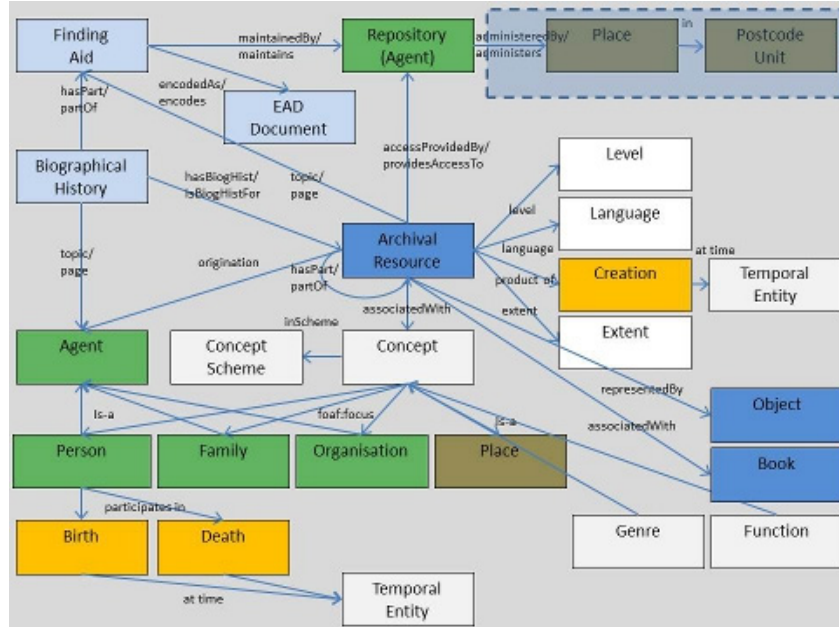 Finding
Aid
maintainedBy/
maintains
Repository
(Agent)
administeredBy/
administers
Place
in
Postcode
Unit
hasPart/
partOf
encodedAs/
encodes
EAD
Document
accessProvidedBy/
providesAccessTo
Level
Biographical
History
hasBiogHist/
isBiogHistFor
topic/
page
level
Language
topic/
page
origination
Archival
Resource
language
at time
hasPart/
partOf
product of
Creation
Temporal
Entity
associatedWith
extent
inScheme
Agent
Concept
Scheme
Concept
Extent
representedBy
Is-a
foaf:focus
Is-a
associatedWith
Object
Person
Family
Organisation
Place
Book
participates in
Birth
Death
Genre
Function
at time
Temporal
Entity